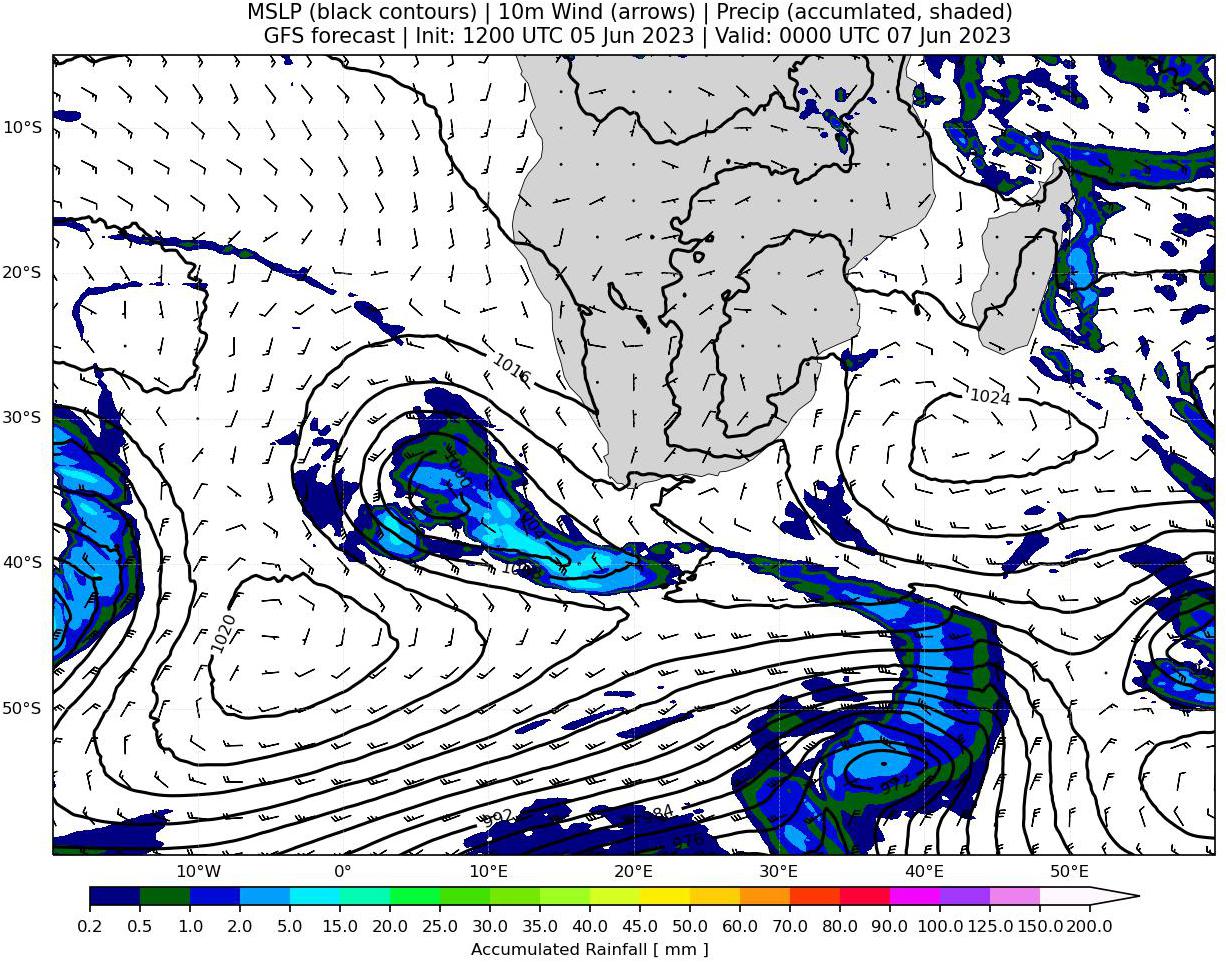 MSLP (black contours) | 10m Wind (arrows) | Precip (accumlated, shaded)
GFS forecast | Init: 1200 UTC 05 Jun 2023 | Valid: 0000 UTC 07 Jun 2023
10°S
20°S
1016
1024
30°S
1000
1004
40°S
1020
50°S
972
992
984
976
10°W 0° 10°E 20°E 30°E 40°E 50°E
0.2 0.5 1.0 2.0 5.0 10.0 15.0 20.0 25.0 30.0 35.0 40.0 45.0 50.0 60.0 70.0 80.0 90.0 100.0 125.0 150.0 200.0
Accumulated Rainfall [ mm ]